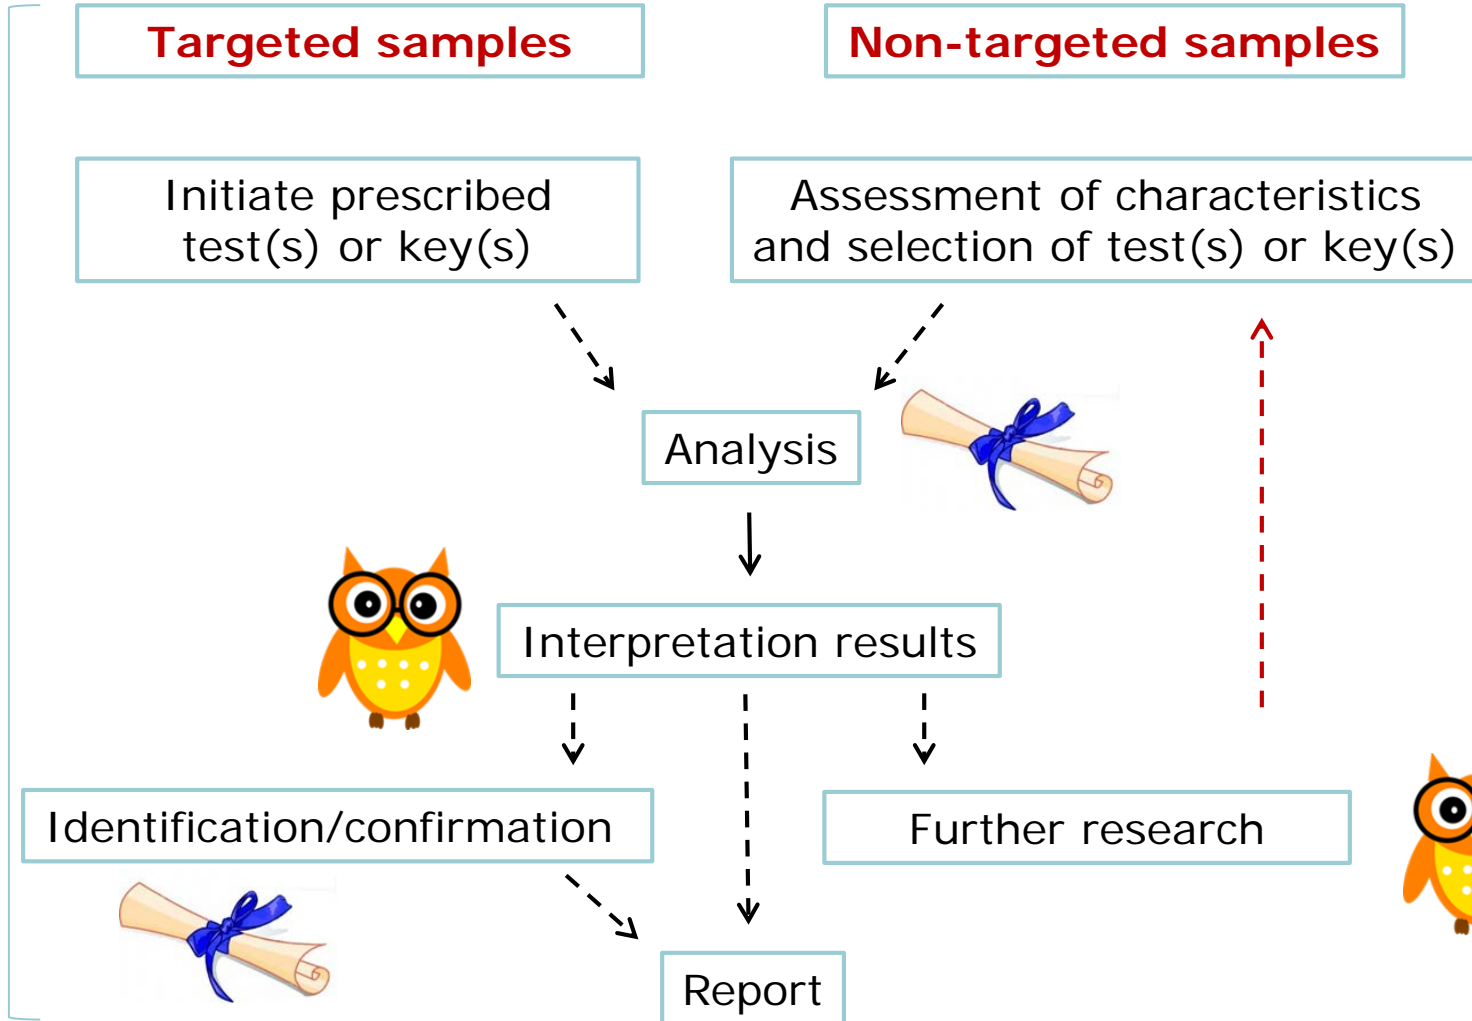 Targeted samples
Non-targeted samples
Initiate prescribed
test(s) or key(s)
Assessment of characteristics
and selection of test(s) or key(s)
Analysis
Interpretation results
Identification/confirmation
Further research
Report